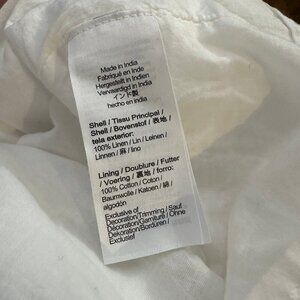 Made in India
Fabriqué en Inde
Hergestellt in Indien
Vervaardigd in India
インド製
hecho en india
Shell / Tissu Principal /
Shell / Bovenstof / 表地 /
tela exterior:
100% Linen / Lin / Leinen /
Linnen / 麻 / lino
Lining / Doublure / Futter
/ Voering / 裏地 / forro:
100% Cotton / Coton /
Baumwolle / Katoen / 綿 /
algodón
Exclusive of
Decoration/Trimming / Sauf
Décoration/Garniture / Ohne
Dekoration/Bordüren /
Exclusief